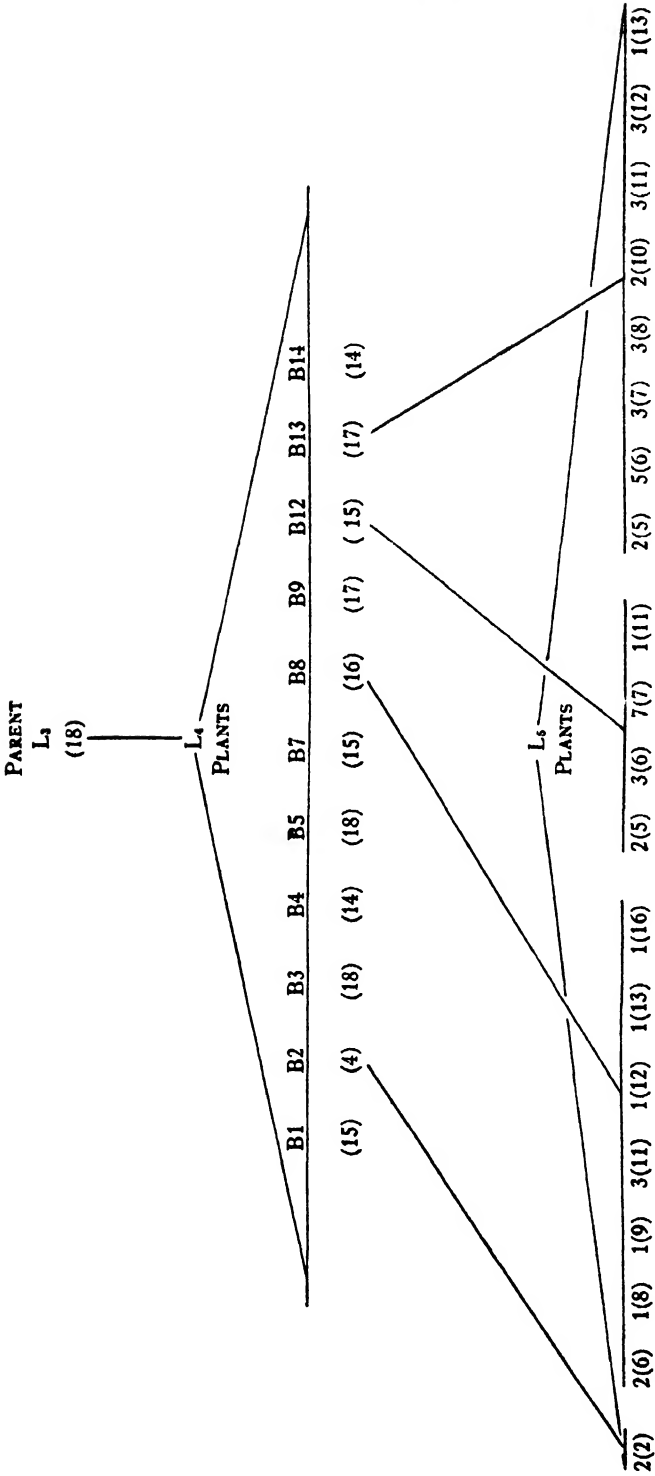 PARENT
L₃
(18)
L₄
PLANTS
B1 B2 B3 B4 B5 B7 B8 B9 B12 B13 B14
(15) (4) (18) (14) (18) (15) (16) (17) ( 15) (17) (14)
L₅
PLANTS
2(2) 2(6) 1(8) 1(9) 3(11) 1(12) 1(13) 1(16) 2(5) 3(6) 7(7) 1(11) 2(5) 5(6) 3(7) 3(8) 2(10) 3(11) 3(12) 1(13)